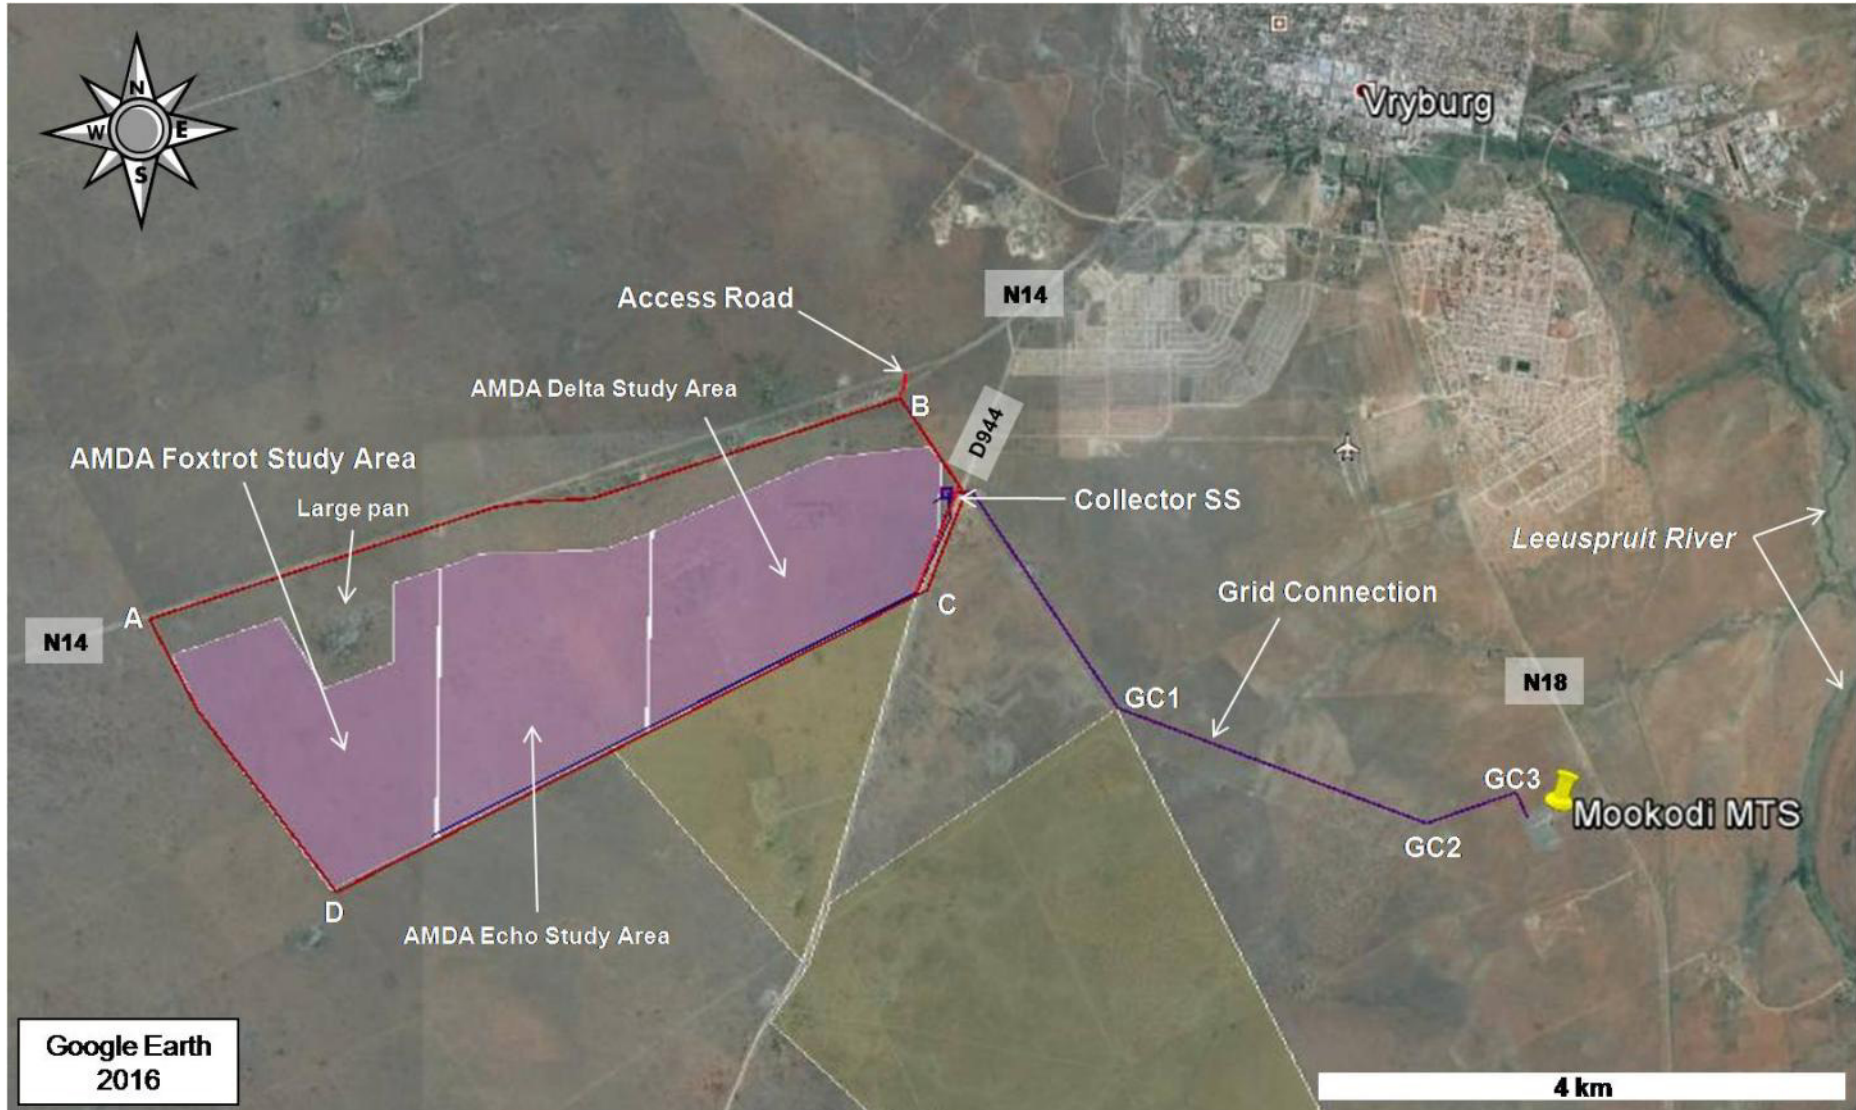 N
W
E
S
Vryburg
Access Road
N14
AMDA Delta Study Area
B
D944
AMDA Foxtrot Study Area
Large pan
Collector SS
Leeuspruit River
A
C
Grid Connection
N14
N18
GC1
GC3
Mookodi MTS
GC2
D
AMDA Echo Study Area
Google Earth
2016
4 km